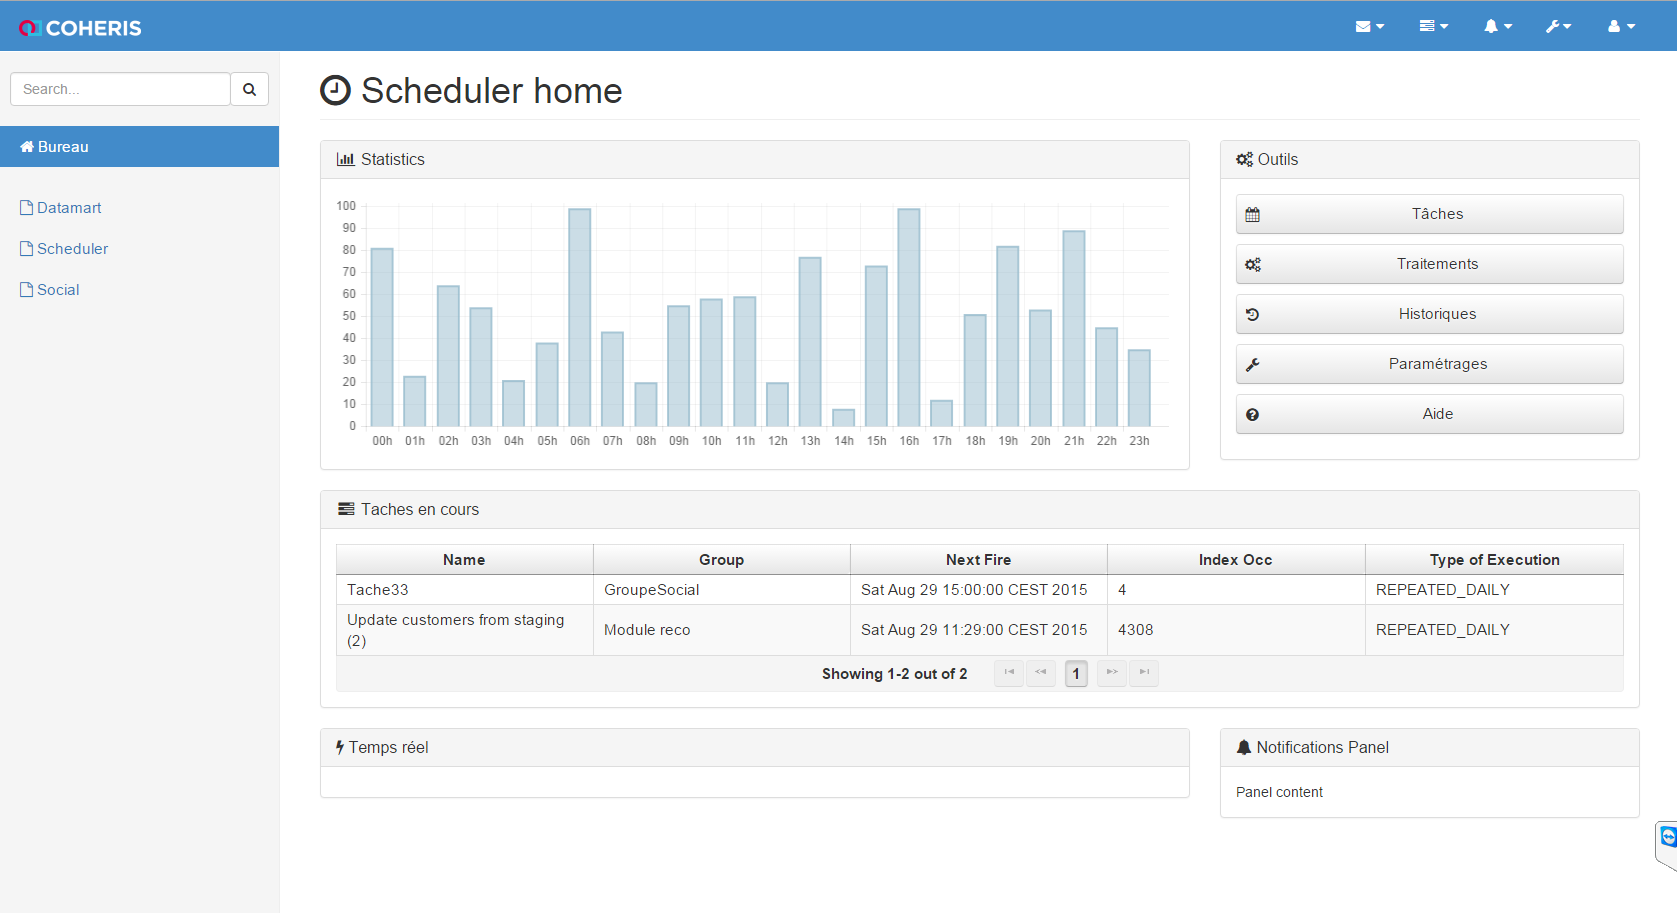 COHERIS
Search...
Bureau
Datamart
Scheduler
Social
Scheduler home
Statistics
100
90
80
70
60
50
40
30
20
10
0
00h 01h 02h 03h 04h 05h 06h 07h 08h 09h 10h 11h 12h 13h 14h 15h 16h 17h 18h 19h 20h 21h 22h 23h
Outils
Tâches
Traitements
Historiques
Paramétrages
Aide
Taches en cours
Name Group Next Fire Index Occ Type of Execution
Tache33 GroupeSocial Sat Aug 29 15:00:00 CEST 2015 4 REPEATED_DAILY
Update customers from staging
(2) Module reco Sat Aug 29 11:29:00 CEST 2015 4308 REPEATED_DAILY
Showing 1-2 out of 2 1
Temps réel
Notifications Panel
Panel content